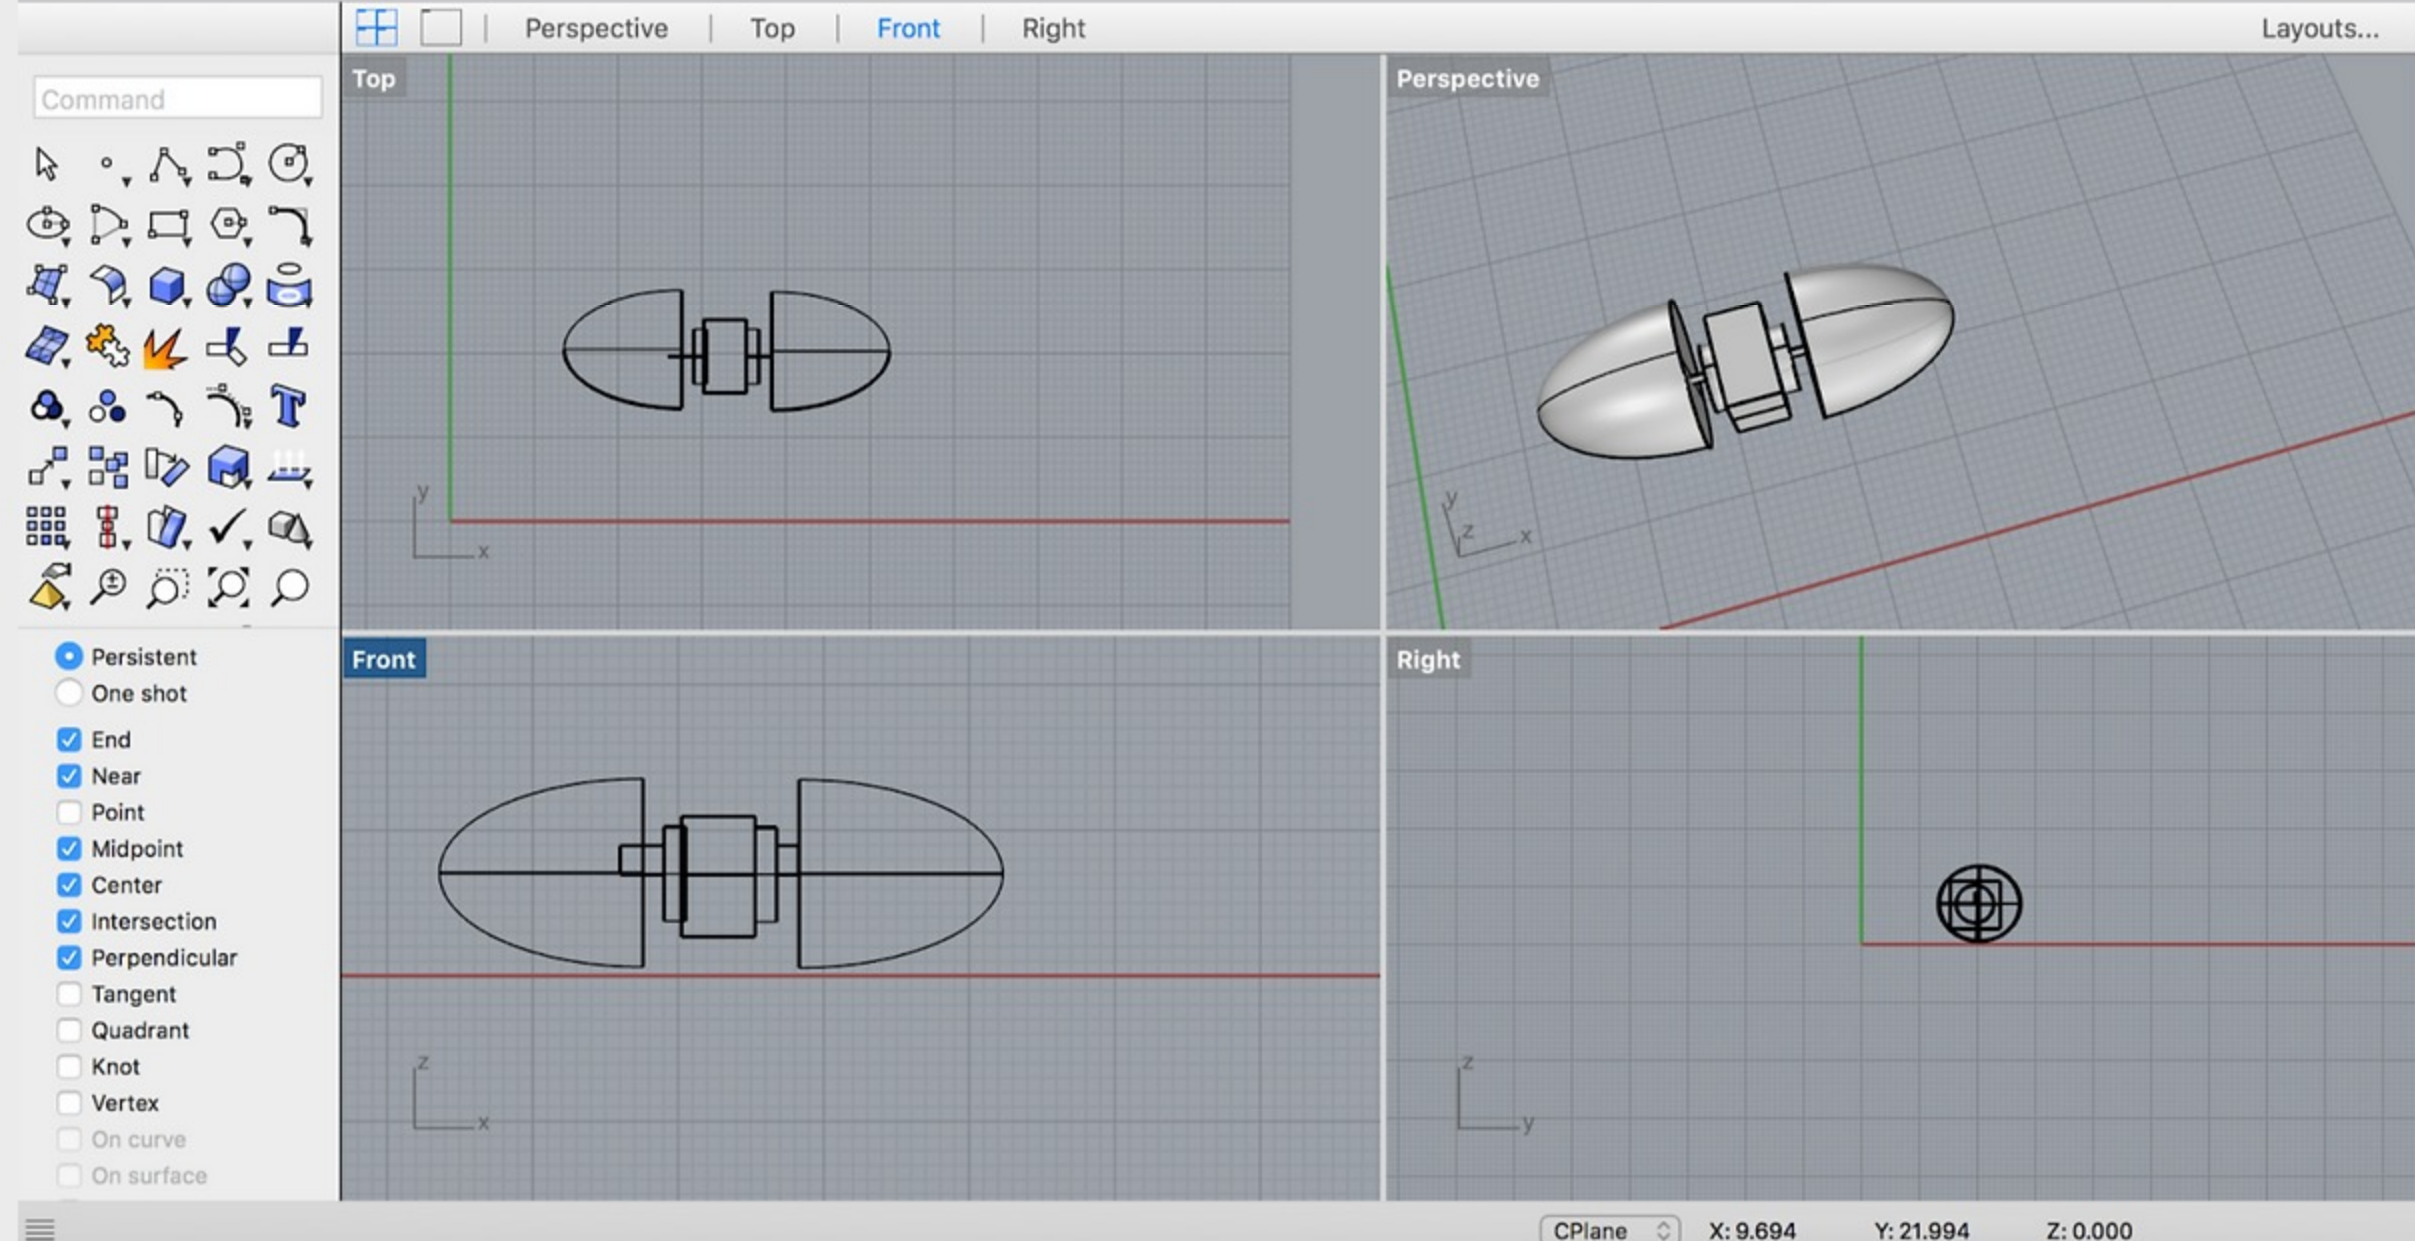 Perspective | Top | Front | Right Layouts...
Command
Top
Perspective
y
x
y
z
x
Persistent
One shot
End
Near
Point
Midpoint
Center
Intersection
Perpendicular
Tangent
Quadrant
Knot
Vertex
On curve
On surface
Front
Right
z
x
z
y
CPlane X: 9.694 Y: 21.994 Z: 0.000